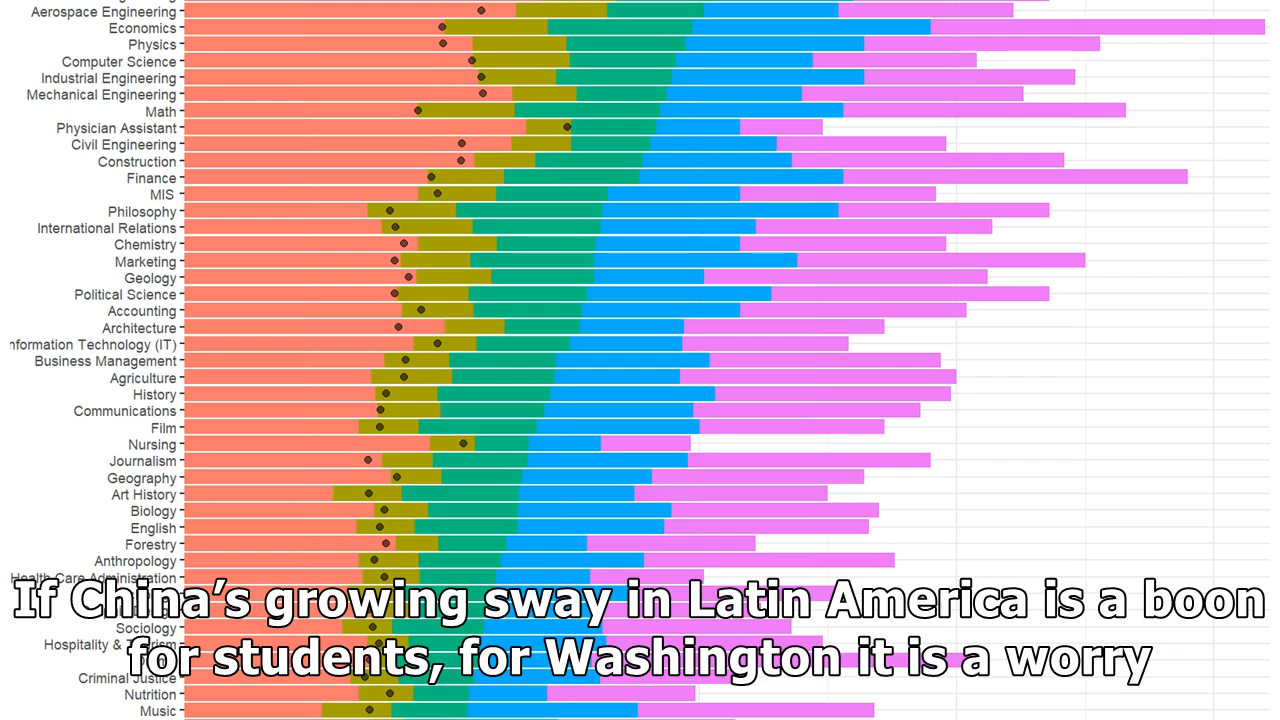 Aerospace Engineering
Economics
Physics
Computer Science
Industrial Engineering
Mechanical Engineering
Math
Physician Assistant
Civil Engineering
Construction
Finance
MIS
Philosophy
International Relations
Chemistry
Marketing
Geology
Political Science
Accounting
Architecture
nformation Technology (IT)
Business Management
Agriculture
History
Communications
Film
Nursing
Journalism
Geography
Art History
Biology
English
Forestry
Anthropology
Health Care Administration
If China’s growing sway in Latin America is a boon
Sociology
Hospitality & Tourism
for students, for Washington it is a worry
Criminal Justice
Nutrition
Music